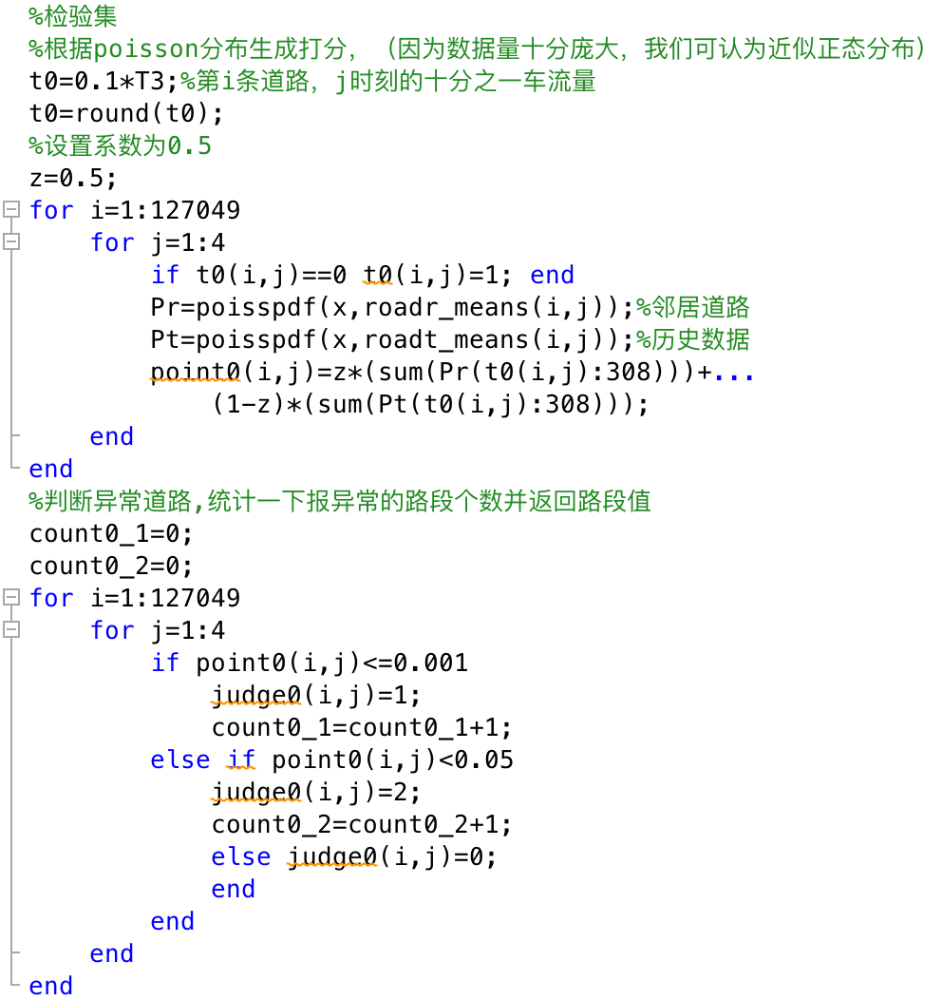 %检验集
%根据poisson分布生成打分，（因为数据量十分庞大，我们可认为近似正态分布）
t0=0.1*T3;%第i条道路，j时刻的十分之一车流量
t0=round(t0);
%设置系数为0.5
z=0.5;
for i=1:127049
    for j=1:4
        if t0(i,j)==0 t0(i,j)=1; end
        Pr=poisspdf(x,roadr_means(i,j));%邻居道路
        Pt=poisspdf(x,roadt_means(i,j));%历史数据
        point0(i,j)=z*(sum(Pr(t0(i,j):308)))+...
            (1-z)*(sum(Pt(t0(i,j):308)));
    end
end
%判断异常道路,统计一下报异常的路段个数并返回路段值
count0_1=0;
count0_2=0;
for i=1:127049
    for j=1:4
        if point0(i,j)<=0.001
            judge0(i,j)=1;
            count0_1=count0_1+1;
        else if point0(i,j)<0.05
            judge0(i,j)=2;
            count0_2=count0_2+1;
            else judge0(i,j)=0;
            end
        end
    end
end